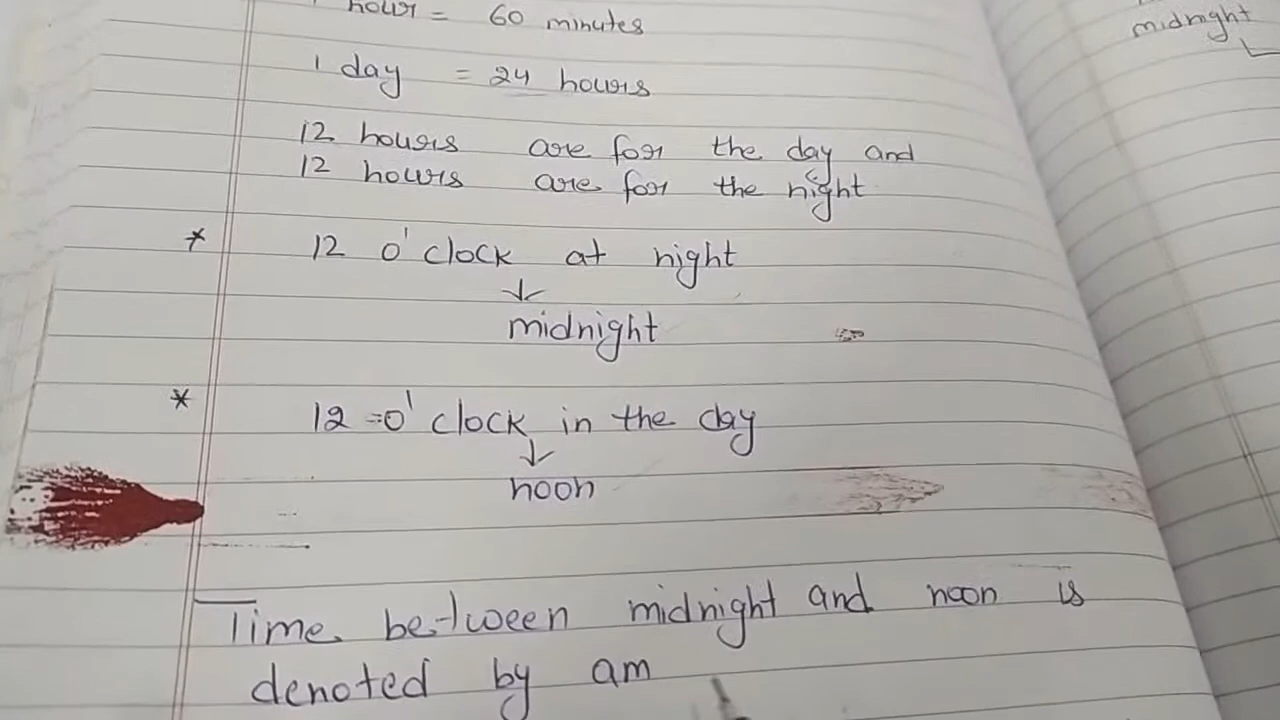 hour = 60 minutes
1 day = 24 hours
12 hours are for the day and
12 hours are for the night
* 12 o'clock at night
↓
midnight
* 12 =o'clock in the day
↓
noon
Time between midnight and noon is
denoted by am
midnight